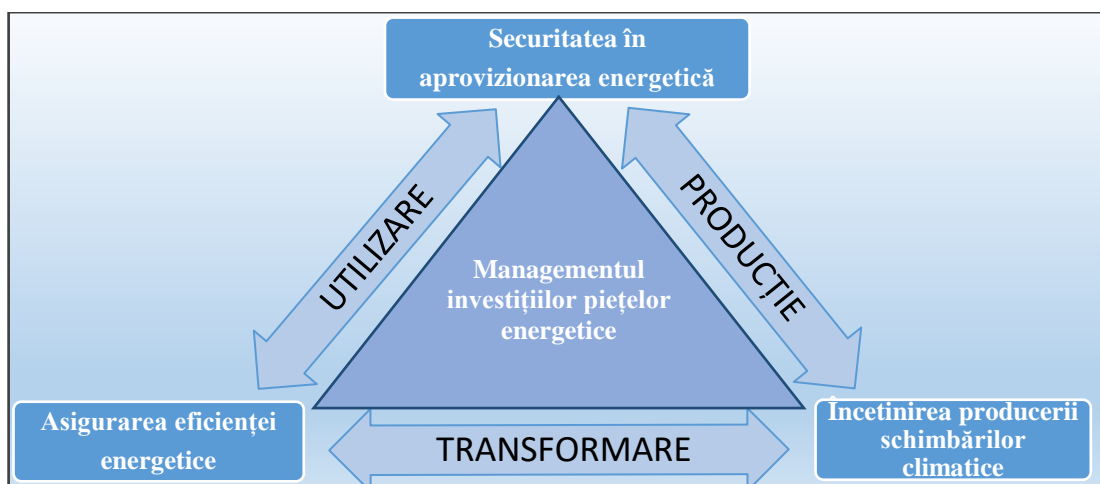 Securitatea în
aprovizionarea energetică
UTILIZARE
PRODUCȚIE
Managementul
investițiilor piețelor
energetice
Asigurarea eficienței
energetice
TRANSFORMARE
Încetinirea producerii
schimbărilor
climatice